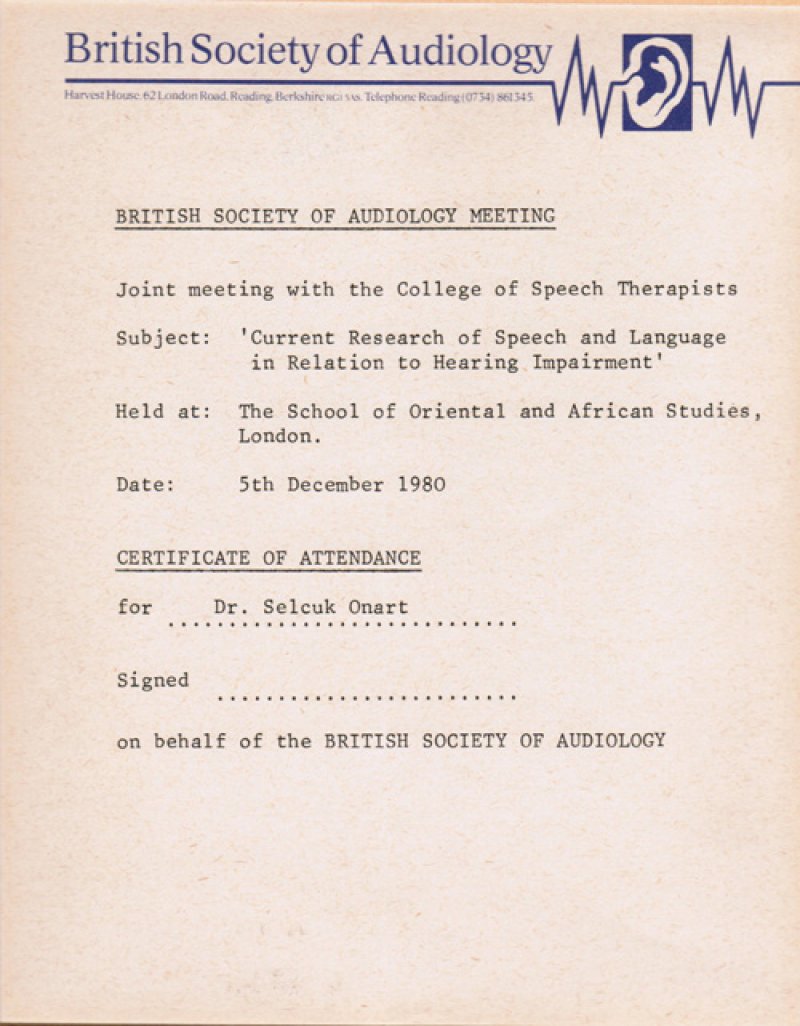 British Society of Audiology
Harvest House, 62 London Road, Reading, Berkshire RG1 5AS. Telephone Reading (0734) 861345.
BRITISH SOCIETY OF AUDIOLOGY MEETING
Joint meeting with the College of Speech Therapists
Subject: 'Current Research of Speech and Language
in Relation to Hearing Impairment'
Held at: The School of Oriental and African Studies,
London.
Date: 5th December 1980
CERTIFICATE OF ATTENDANCE
for Dr. Selcuk Onart
Signed
on behalf of the BRITISH SOCIETY OF AUDIOLOGY